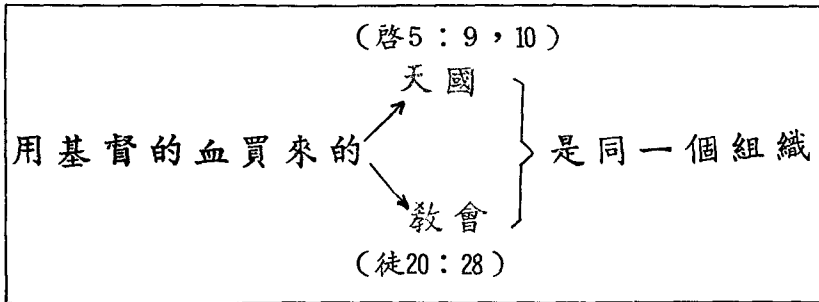 （啓5：9，10）
天國
用基督的血買來的 是同一個組織
教會
（徒20：28）